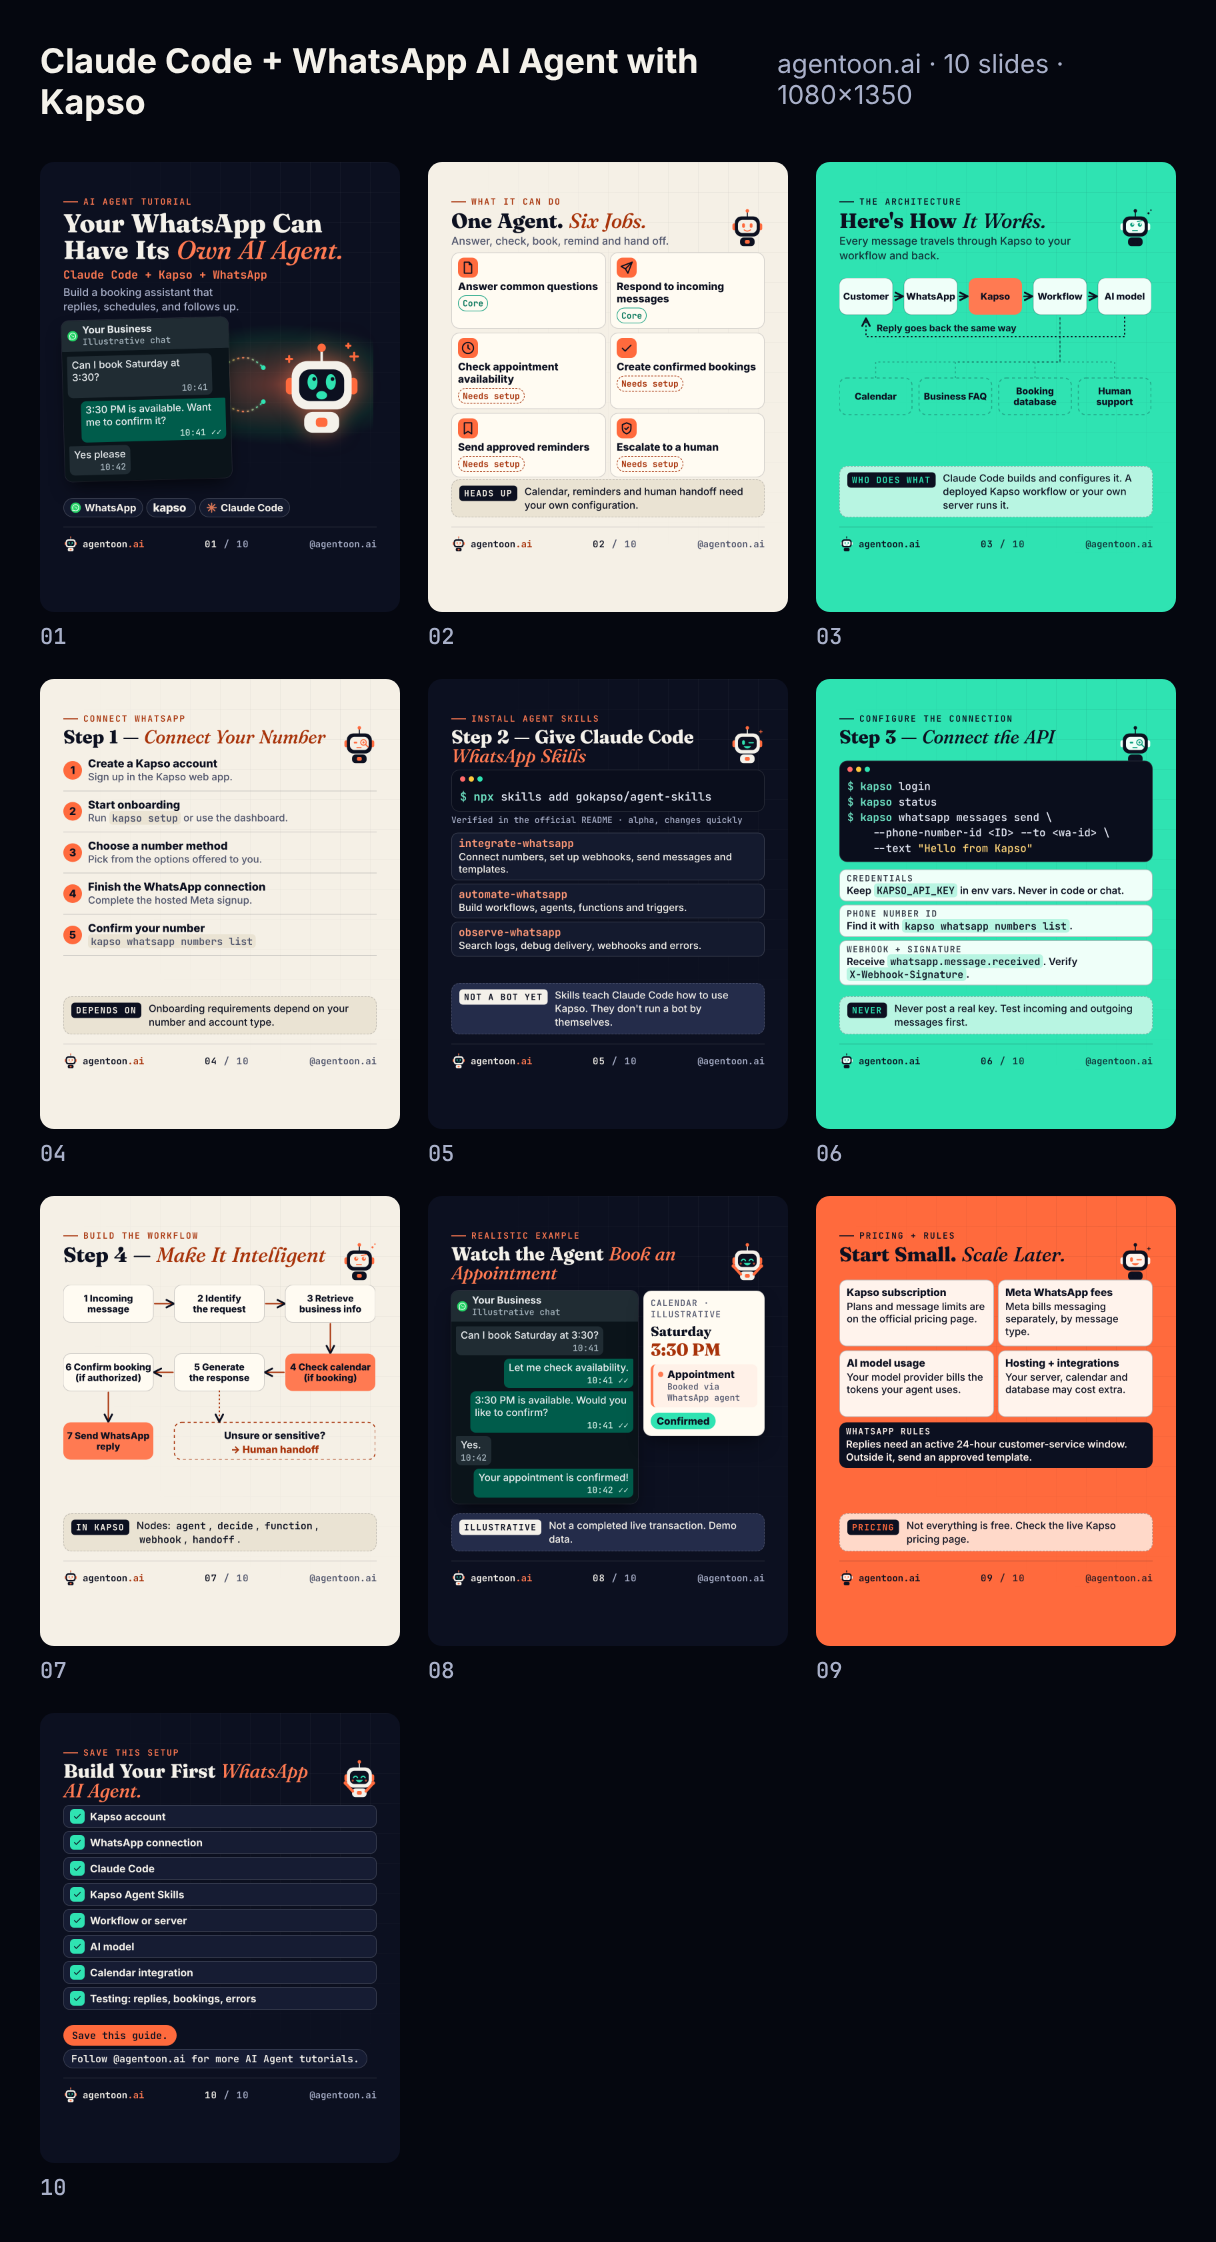 Claude Code + WhatsApp AI Agent with
Kapso
agentoon.ai · 10 slides ·
1080×1350
AI AGENT TUTORIAL
Your WhatsApp Can
Have Its Own AI Agent.
Claude Code + Kapso + WhatsApp
Build a booking assistant that
replies, schedules, and follows up.
Your Business
Illustrative chat
Can I book Saturday at
3:30?
10:41
3:30 PM is available. Want
me to confirm it?
10:41 ✓✓
Yes please
10:42
WhatsApp
kapso
Claude Code
agentoon.ai
01 / 10
@agentoon.ai
01
WHAT IT CAN DO
One Agent. Six Jobs.
Answer, check, book, remind and hand off.
Answer common questions
Core
Respond to incoming
messages
Core
Check appointment
availability
Needs setup
Create confirmed bookings
Needs setup
Send approved reminders
Needs setup
Escalate to a human
Needs setup
HEADS UP
Calendar, reminders and human handoff need
your own configuration.
agentoon.ai
02 / 10
@agentoon.ai
02
THE ARCHITECTURE
Here's How It Works.
Every message travels through Kapso to your
workflow and back.
Customer
WhatsApp
Kapso
Workflow
AI model
Reply goes back the same way
Calendar
Business FAQ
Booking
database
Human
support
WHO DOES WHAT
Claude Code builds and configures it. A
deployed Kapso workflow or your own
server runs it.
agentoon.ai
03 / 10
@agentoon.ai
03
CONNECT WHATSAPP
Step 1 — Connect Your Number
1
Create a Kapso account
Sign up in the Kapso web app.
2
Start onboarding
Run kapso setup or use the dashboard.
3
Choose a number method
Pick from the options offered to you.
4
Finish the WhatsApp connection
Complete the hosted Meta signup.
5
Confirm your number
kapso whatsapp numbers list
DEPENDS ON
Onboarding requirements depend on your
number and account type.
agentoon.ai
04 / 10
@agentoon.ai
04
INSTALL AGENT SKILLS
Step 2 — Give Claude Code
WhatsApp Skills
$ npx skills add gokapso/agent-skills
Verified in the official README · alpha, changes quickly
integrate-whatsapp
Connect numbers, set up webhooks, send messages and
templates.
automate-whatsapp
Build workflows, agents, functions and triggers.
observe-whatsapp
Search logs, debug delivery, webhooks and errors.
NOT A BOT YET
Skills teach Claude Code how to use
Kapso. They don't run a bot by
themselves.
agentoon.ai
05 / 10
@agentoon.ai
05
CONFIGURE THE CONNECTION
Step 3 — Connect the API
$ kapso login
$ kapso status
$ kapso whatsapp messages send \
--phone-number-id <ID> --to <wa-id> \
--text "Hello from Kapso"
CREDENTIALS
Keep KAPSO_API_KEY in env vars. Never in code or chat.
PHONE NUMBER ID
Find it with kapso whatsapp numbers list.
WEBHOOK + SIGNATURE
Receive whatsapp.message.received. Verify
X-Webhook-Signature.
NEVER
Never post a real key. Test incoming and outgoing
messages first.
agentoon.ai
06 / 10
@agentoon.ai
06
BUILD THE WORKFLOW
Step 4 — Make It Intelligent
1 Incoming
message
2 Identify
the request
3 Retrieve
business info
6 Confirm booking
(if authorized)
5 Generate
the response
4 Check calendar
(if booking)
7 Send WhatsApp
reply
Unsure or sensitive?
→ Human handoff
IN KAPSO
Nodes: agent, decide, function,
webhook, handoff.
agentoon.ai
07 / 10
@agentoon.ai
07
REALISTIC EXAMPLE
Watch the Agent Book an
Appointment
Your Business
Illustrative chat
Can I book Saturday at 3:30?
10:41
Let me check availability.
10:41 ✓✓
3:30 PM is available. Would you
like to confirm?
10:41 ✓✓
Yes.
10:42
Your appointment is confirmed!
10:42 ✓✓
CALENDAR ·
ILLUSTRATIVE
Saturday
3:30 PM
Appointment
Booked via
WhatsApp agent
Confirmed
ILLUSTRATIVE
Not a completed live transaction. Demo
data.
agentoon.ai
08 / 10
@agentoon.ai
08
PRICING + RULES
Start Small. Scale Later.
Kapso subscription
Plans and message limits are
on the official pricing page.
Meta WhatsApp fees
Meta bills messaging
separately, by message
type.
AI model usage
Your model provider bills the
tokens your agent uses.
Hosting + integrations
Your server, calendar and
database may cost extra.
WHATSAPP RULES
Replies need an active 24-hour customer-service window.
Outside it, send an approved template.
PRICING
Not everything is free. Check the live Kapso
pricing page.
agentoon.ai
09 / 10
@agentoon.ai
09
SAVE THIS SETUP
Build Your First WhatsApp
AI Agent.
Kapso account
WhatsApp connection
Claude Code
Kapso Agent Skills
Workflow or server
AI model
Calendar integration
Testing: replies, bookings, errors
Save this guide.
Follow @agentoon.ai for more AI Agent tutorials.
agentoon.ai
10 / 10
@agentoon.ai
10